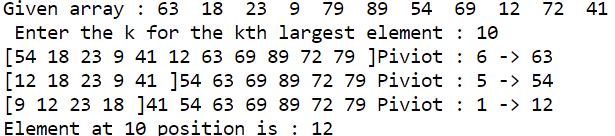 Given array : 63  18  23  9  79  89  54  69  12  72  41
Enter the k for the kth largest element : 10
[54 18 23 9 41 12 63 69 89 72 79 ]Piviot : 6 -> 63
[12 18 23 9 41 ]54 63 69 89 72 79 Piviot : 5 -> 54
[9 12 23 18 ]41 54 63 69 89 72 79 Piviot : 1 -> 12
Element at 10 position is : 12